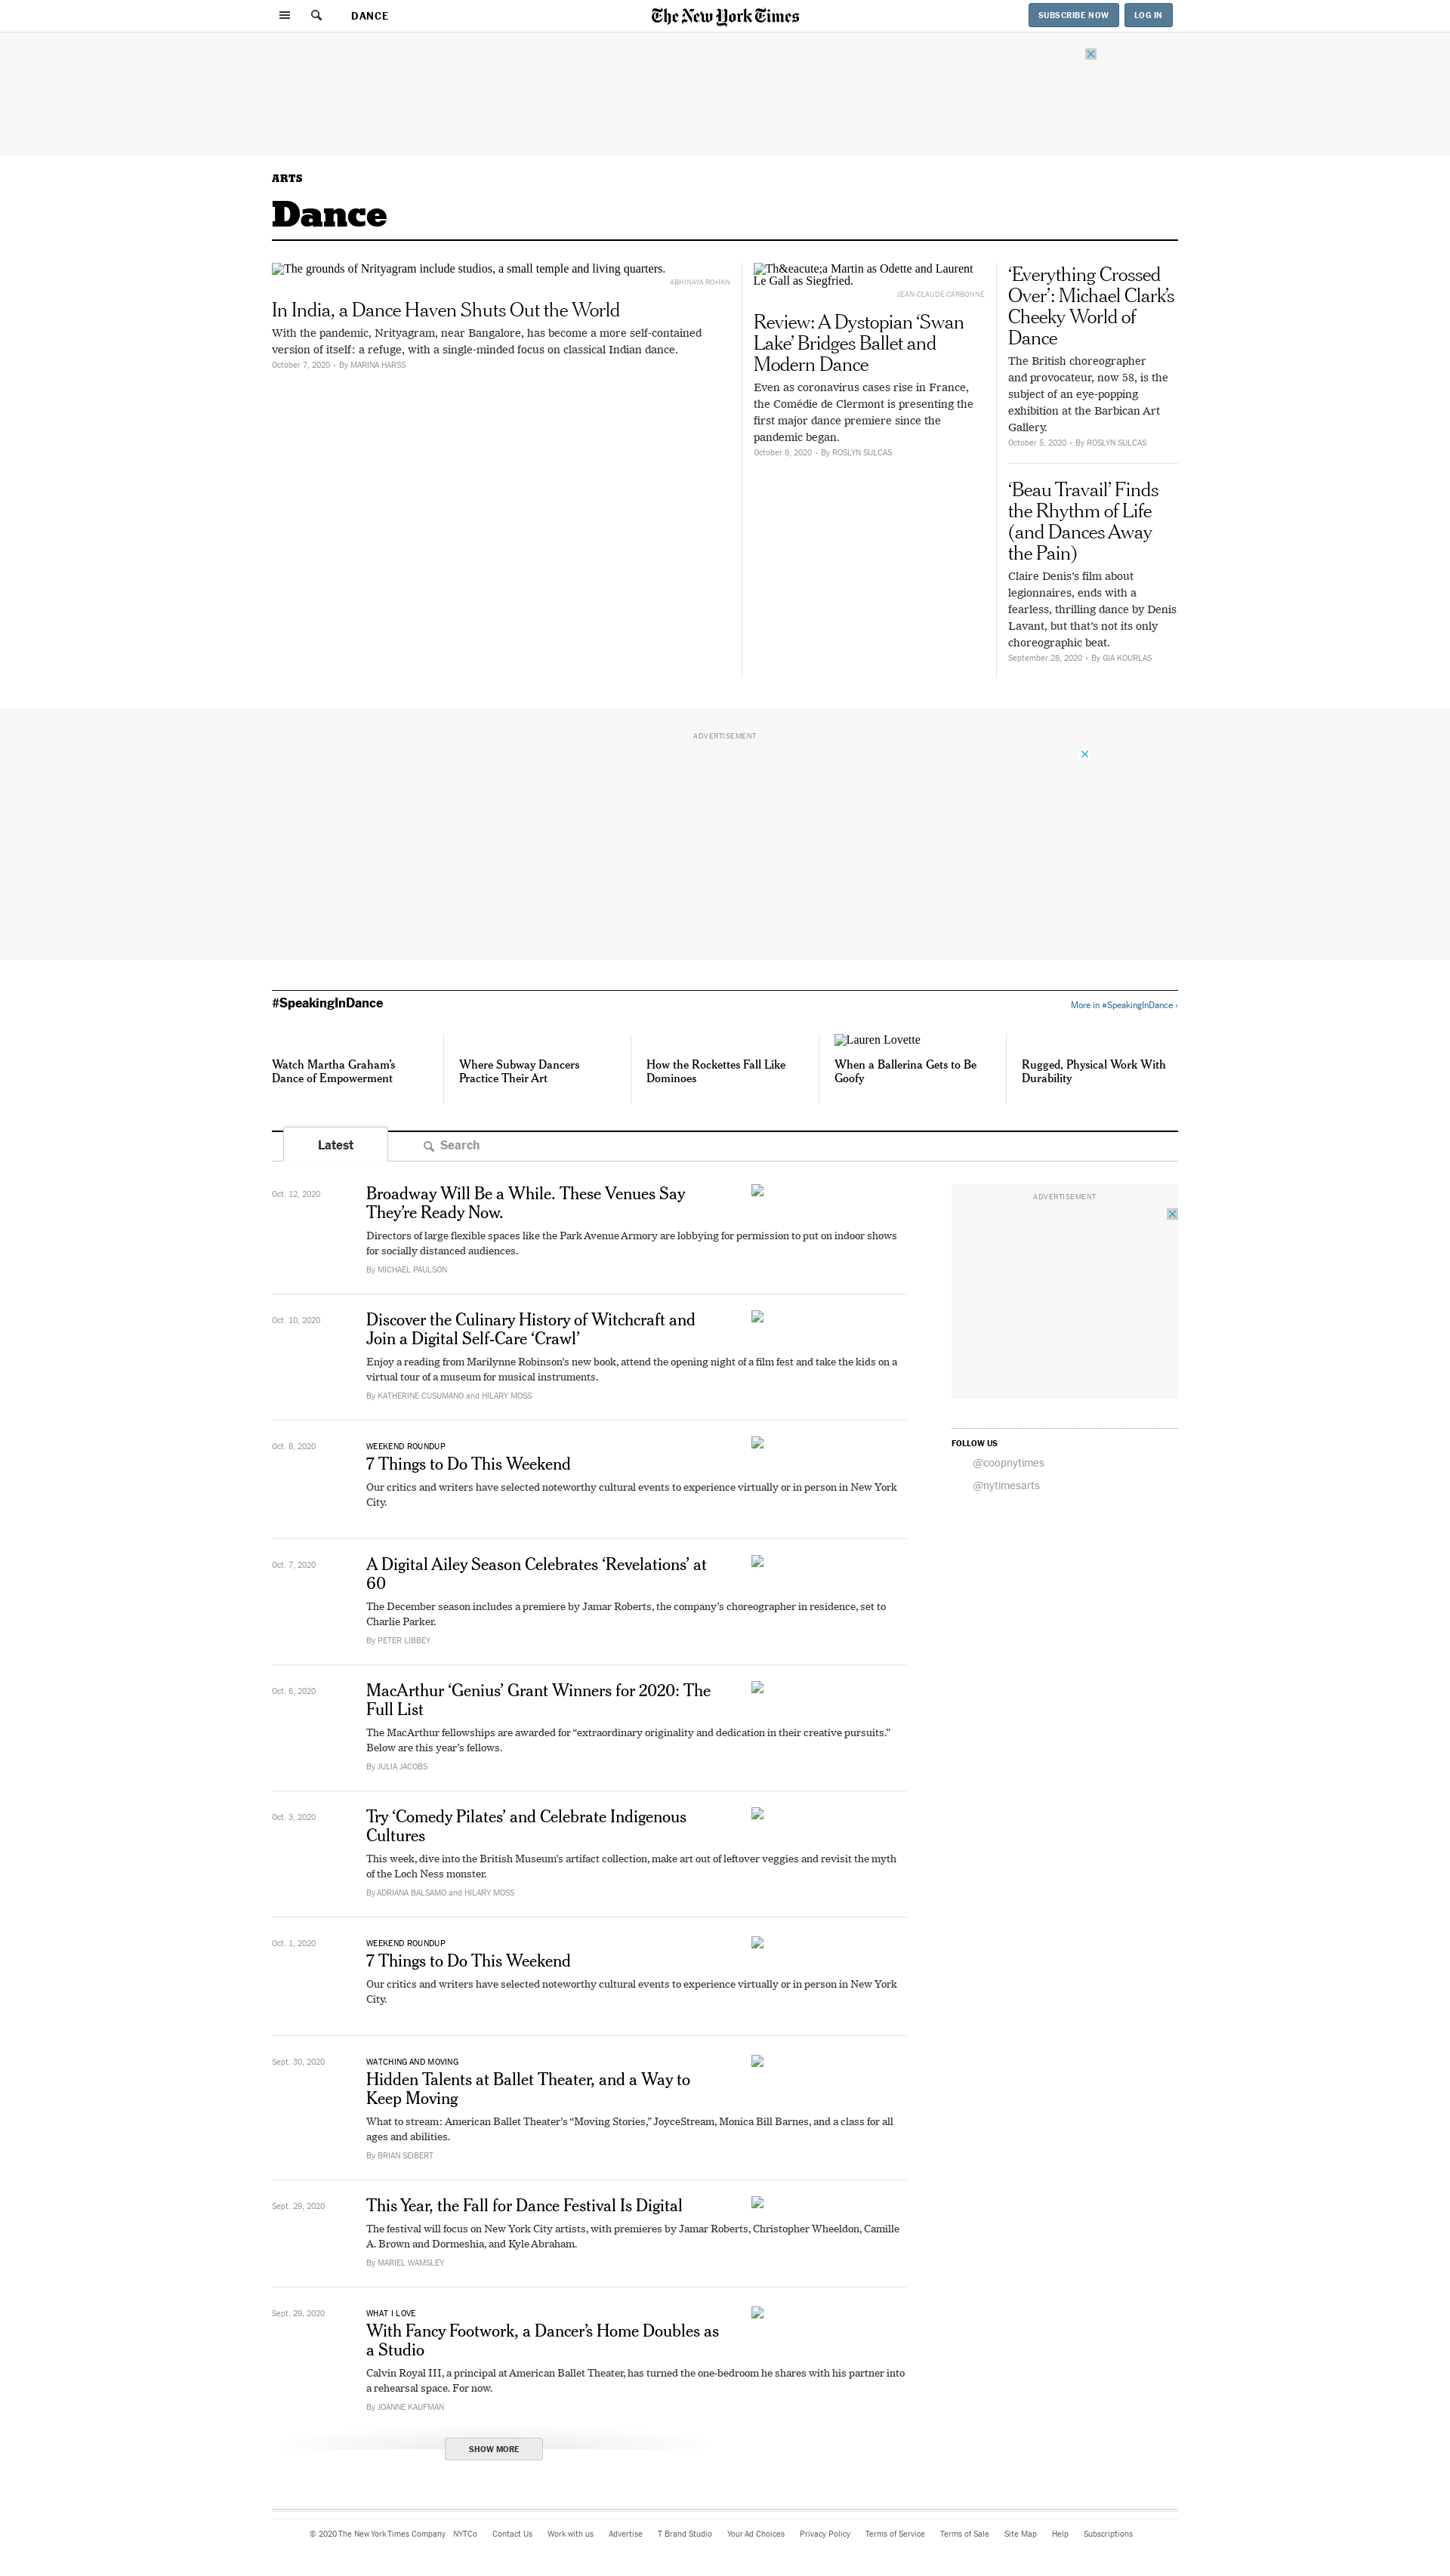 DANCE
The New York Times
SUBSCRIBE NOW
LOG IN
ARTS
Dance
The grounds of Nrityagram include studios, a small temple and living quarters.
ABHINAYA ROHAN
In India, a Dance Haven Shuts Out the World
With the pandemic, Nrityagram, near Bangalore, has become a more self-contained
version of itself: a refuge, with a single-minded focus on classical Indian dance.
October 7, 2020 • By MARINA HARSS
Th&eacute;a Martin as Odette and Laurent
Le Gall as Siegfried.
JEAN-CLAUDE CARBONNE
Review: A Dystopian ‘Swan
Lake’ Bridges Ballet and
Modern Dance
Even as coronavirus cases rise in France,
the Comédie de Clermont is presenting the
first major dance premiere since the
pandemic began.
October 8, 2020 • By ROSLYN SULCAS
‘Everything Crossed
Over’: Michael Clark’s
Cheeky World of
Dance
The British choreographer
and provocateur, now 58, is the
subject of an eye-popping
exhibition at the Barbican Art
Gallery.
October 5, 2020 • By ROSLYN SULCAS
‘Beau Travail’ Finds
the Rhythm of Life
(and Dances Away
the Pain)
Claire Denis’s film about
legionnaires, ends with a
fearless, thrilling dance by Denis
Lavant, but that’s not its only
choreographic beat.
September 28, 2020 • By GIA KOURLAS
ADVERTISEMENT
#SpeakingInDance
More in #SpeakingInDance ›
Watch Martha Graham’s
Dance of Empowerment
Where Subway Dancers
Practice Their Art
How the Rockettes Fall Like
Dominoes
Lauren Lovette
When a Ballerina Gets to Be
Goofy
Rugged, Physical Work With
Durability
Latest
Search
Oct. 12, 2020
Broadway Will Be a While. These Venues Say
They’re Ready Now.
Directors of large flexible spaces like the Park Avenue Armory are lobbying for permission to put on indoor shows
for socially distanced audiences.
By MICHAEL PAULSON
Oct. 10, 2020
Discover the Culinary History of Witchcraft and
Join a Digital Self-Care ‘Crawl’
Enjoy a reading from Marilynne Robinson’s new book, attend the opening night of a film fest and take the kids on a
virtual tour of a museum for musical instruments.
By KATHERINE CUSUMANO and HILARY MOSS
Oct. 8, 2020
WEEKEND ROUNDUP
7 Things to Do This Weekend
Our critics and writers have selected noteworthy cultural events to experience virtually or in person in New York
City.
Oct. 7, 2020
A Digital Ailey Season Celebrates ‘Revelations’ at
60
The December season includes a premiere by Jamar Roberts, the company’s choreographer in residence, set to
Charlie Parker.
By PETER LIBBEY
Oct. 6, 2020
MacArthur ‘Genius’ Grant Winners for 2020: The
Full List
The MacArthur fellowships are awarded for “extraordinary originality and dedication in their creative pursuits.”
Below are this year’s fellows.
By JULIA JACOBS
Oct. 3, 2020
Try ‘Comedy Pilates’ and Celebrate Indigenous
Cultures
This week, dive into the British Museum’s artifact collection, make art out of leftover veggies and revisit the myth
of the Loch Ness monster.
By ADRIANA BALSAMO and HILARY MOSS
Oct. 1, 2020
WEEKEND ROUNDUP
7 Things to Do This Weekend
Our critics and writers have selected noteworthy cultural events to experience virtually or in person in New York
City.
Sept. 30, 2020
WATCHING AND MOVING
Hidden Talents at Ballet Theater, and a Way to
Keep Moving
What to stream: American Ballet Theater’s “Moving Stories,” JoyceStream, Monica Bill Barnes, and a class for all
ages and abilities.
By BRIAN SEIBERT
Sept. 29, 2020
This Year, the Fall for Dance Festival Is Digital
The festival will focus on New York City artists, with premieres by Jamar Roberts, Christopher Wheeldon, Camille
A. Brown and Dormeshia, and Kyle Abraham.
By MARIEL WAMSLEY
Sept. 29, 2020
WHAT I LOVE
With Fancy Footwork, a Dancer’s Home Doubles as
a Studio
Calvin Royal III, a principal at American Ballet Theater, has turned the one-bedroom he shares with his partner into
a rehearsal space. For now.
By JOANNE KAUFMAN
SHOW MORE
ADVERTISEMENT
FOLLOW US
@coopnytimes
@nytimesarts
© 2020 The New York Times Company NYTCo Contact Us Work with us Advertise T Brand Studio Your Ad Choices Privacy Policy Terms of Service Terms of Sale Site Map Help Subscriptions